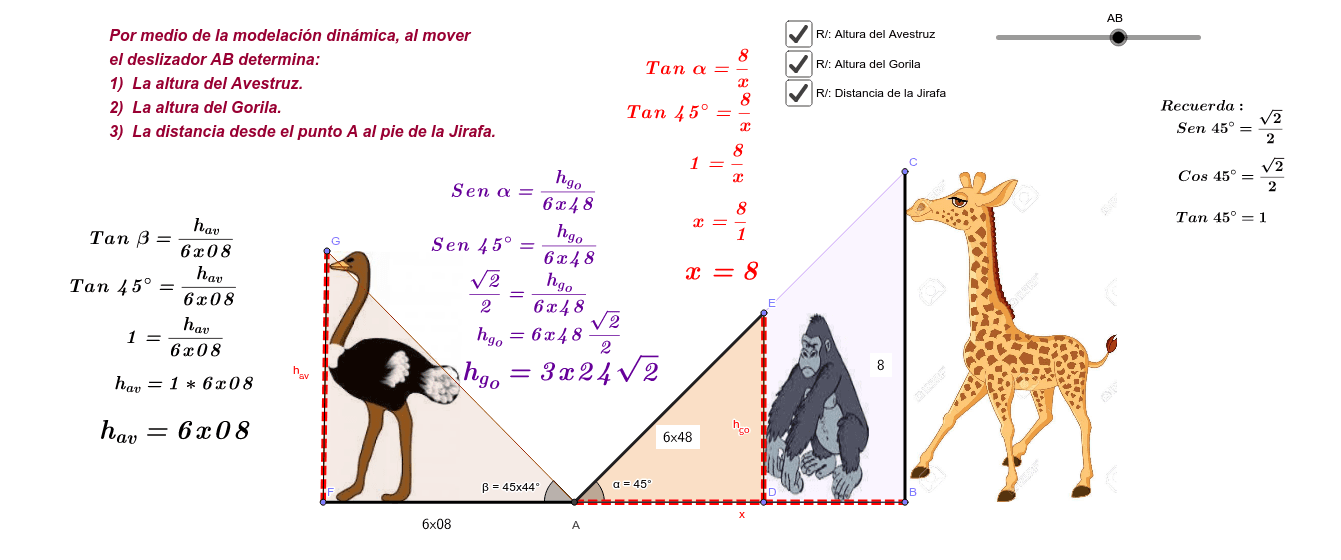 Por medio de la modelación dinámica, al mover
el deslizador AB determina:
1) La altura del Avestruz.
2) La altura del Gorila.
3) La distancia desde el punto A al pie de la Jirafa.
R/: Altura del Avestruz
R/: Altura del Gorila
R/: Distancia de la Jirafa
AB
Recuerda :
Sen 45° = √2/2
Cos 45° = √2/2
Tan 45° = 1
Tan α = 8/x
Tan 45° = 8/x
1 = 8/x
x = 8/1
x = 8
Sen α = h_go/6x48
Sen 45° = h_go/6x48
√2/2 = h_go/6x48
h_go = 6x48 √2/2
h_go = 3x24√2
Tan β = h_av/6x08
Tan 45° = h_av/6x08
1 = h_av/6x08
h_av = 1 * 6x08
h_av = 6x08
G
h_av
F
β = 45x44°
6x08
A
α = 45°
6x48
E
h_go
D
x
C
8
B